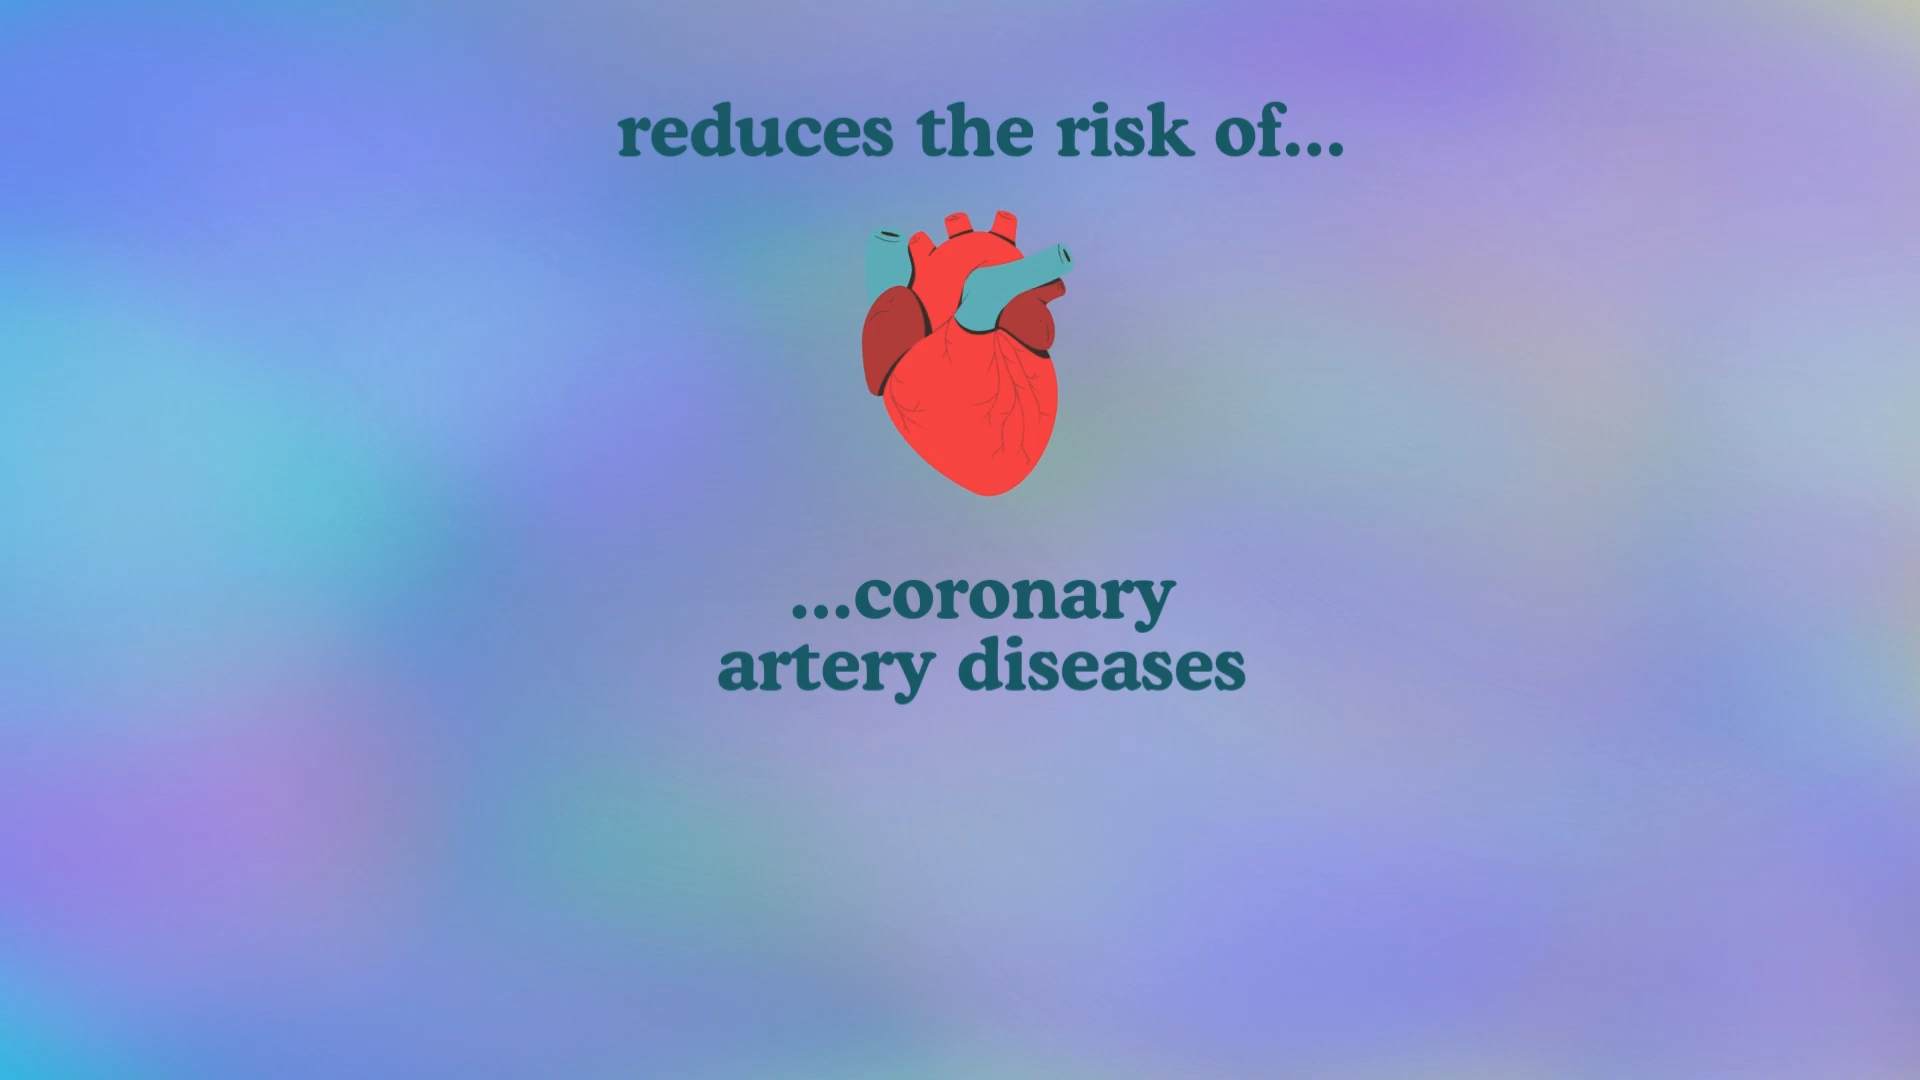 reduces the risk of...
...coronary
artery diseases